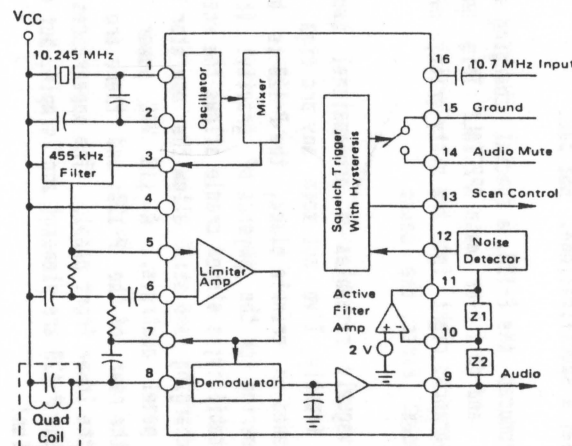 VCC
10.245 MHz
1
2
3
4
5
6
7
8
455 kHz
Filter
Quad
Coil
Oscillator
Mixer
Limiter
Amp
Demodulator
Squelch Trigger
With Hysteresis
Active
Filter
Amp
+ −
2 V
16
10.7 MHz Input
15
Ground
14
Audio Mute
13
Scan Control
12
Noise
Detector
11
Z1
10
Z2
9
Audio